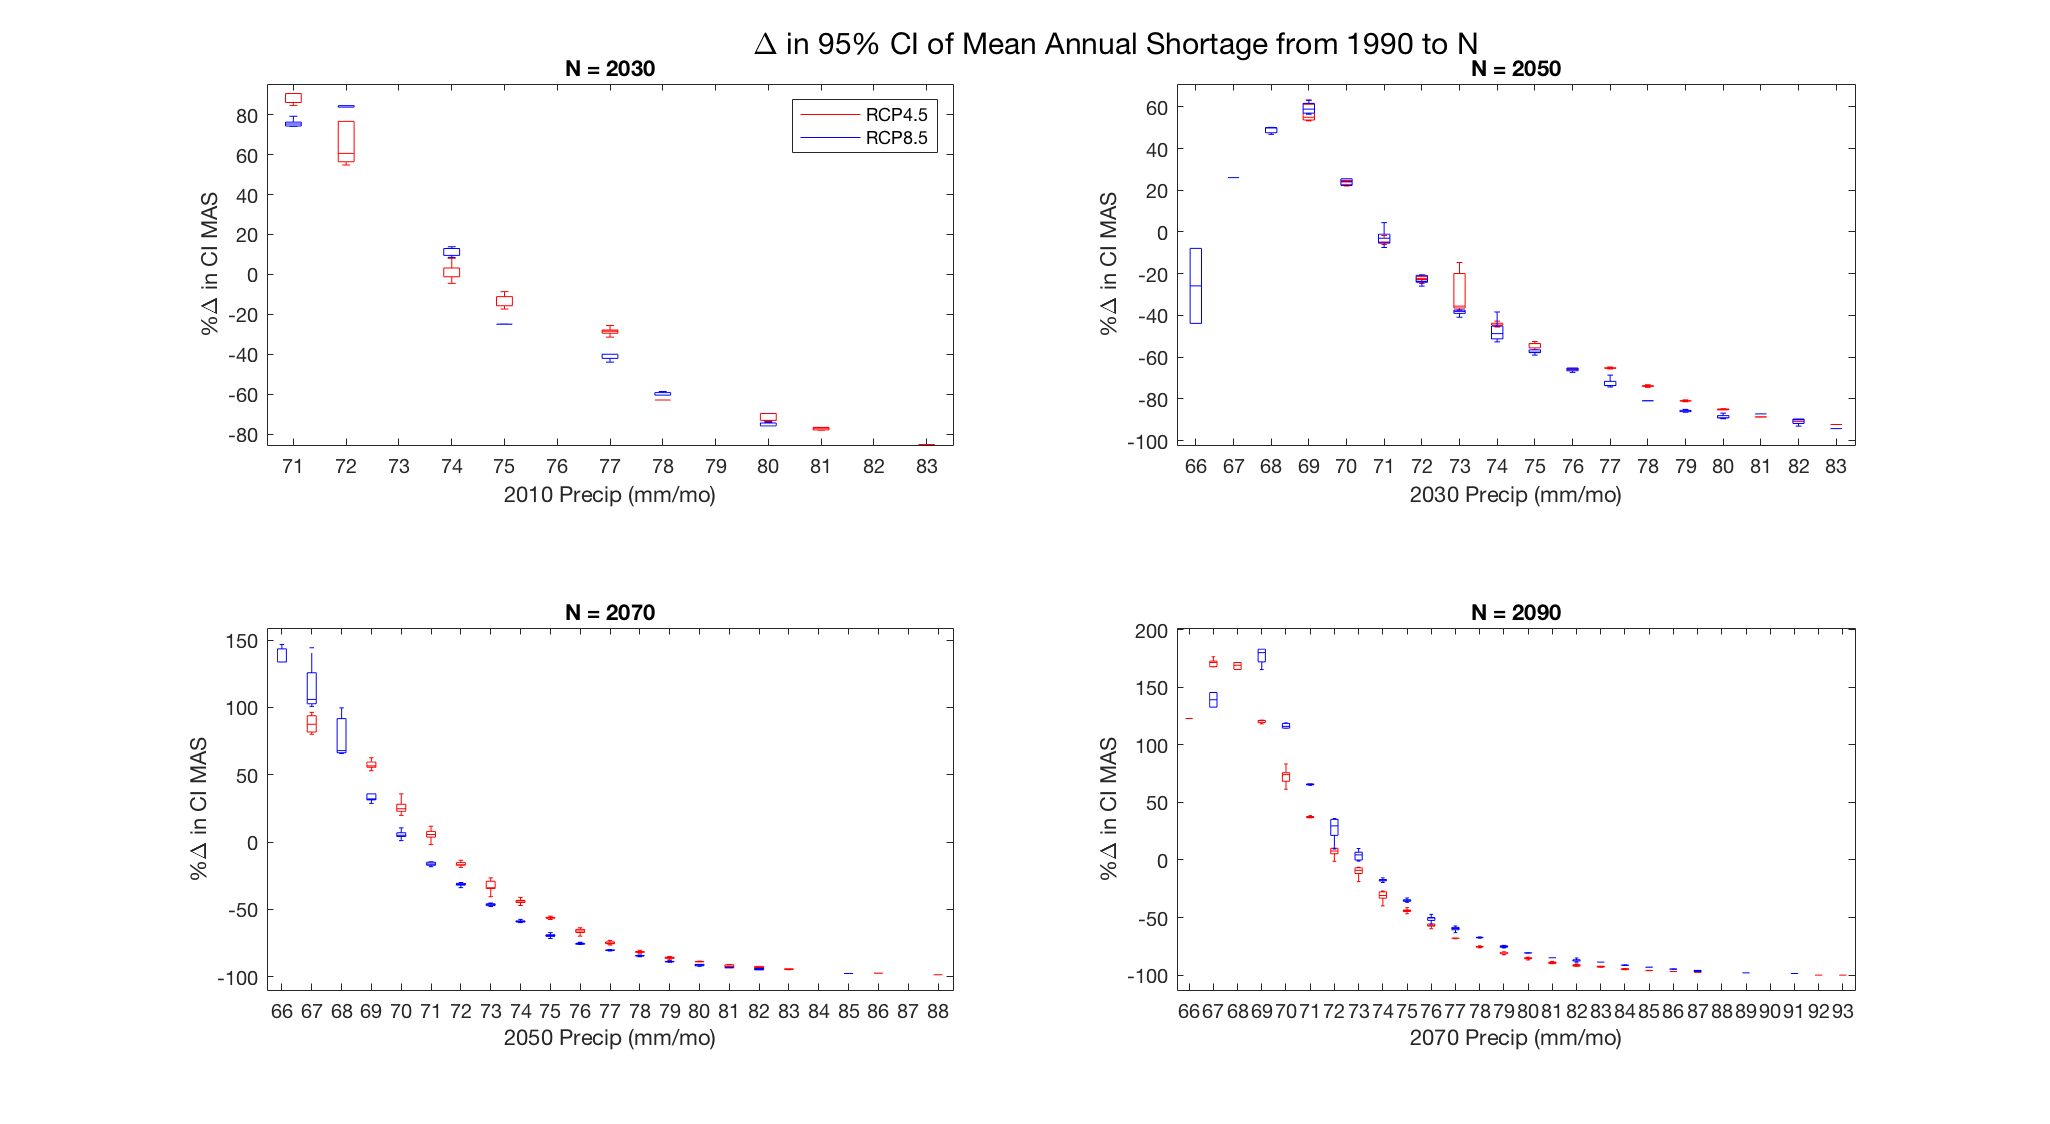 Δ in 95% CI of Mean Annual Shortage from 1990 to N
N = 2030
%Δ in CI MAS
80
60
40
20
0
-20
-40
-60
-80
RCP4.5
RCP8.5
71 72 73 74 75 76 77 78 79 80 81 82 83
2010 Precip (mm/mo)
N = 2050
%Δ in CI MAS
60
40
20
0
-20
-40
-60
-80
-100
66 67 68 69 70 71 72 73 74 75 76 77 78 79 80 81 82 83
2030 Precip (mm/mo)
N = 2070
%Δ in CI MAS
150
100
50
0
-50
-100
66 67 68 69 70 71 72 73 74 75 76 77 78 79 80 81 82 83 84 85 86 87 88
2050 Precip (mm/mo)
N = 2090
%Δ in CI MAS
200
150
100
50
0
-50
-100
66 67 68 69 70 71 72 73 74 75 76 77 78 79 80 81 82 83 84 85 86 87 88 89 90 91 92 93
2070 Precip (mm/mo)